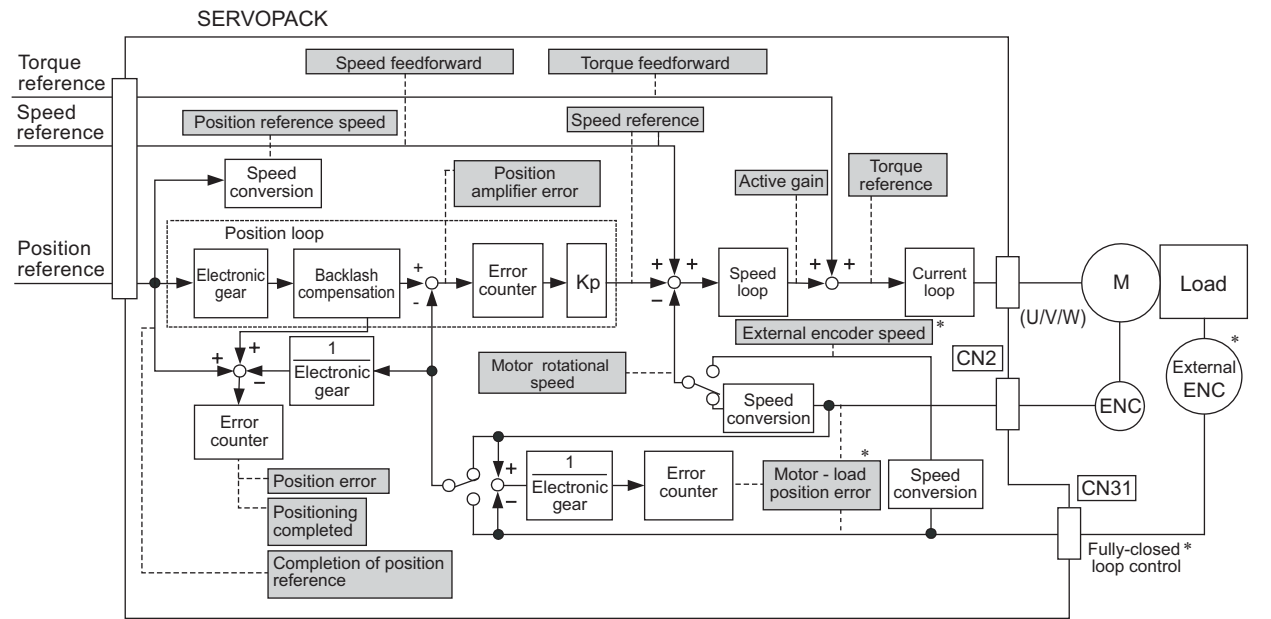 SERVOPACK
Torque
reference
Speed feedforward
Torque feedforward
Speed
reference
Position reference speed
Speed reference
Speed
conversion
Position
amplifier error
Active gain
Torque
reference
Position loop
Position
reference
Electronic
gear
Backlash
compensation
+
-
Error
counter
Kp
+
+
−
Speed
loop
+
+
Current
loop
M
Load
(U/V/W)
External encoder speed
*
+
+
−
1
Electronic
gear
Motor rotational
speed
CN2
*
External
ENC
Speed
conversion
ENC
Error
counter
+
−
1
Electronic
gear
Error
counter
*
Motor - load
position error
Speed
conversion
CN31
Position error
Positioning
completed
Completion of position
reference
Fully-closed *
loop control